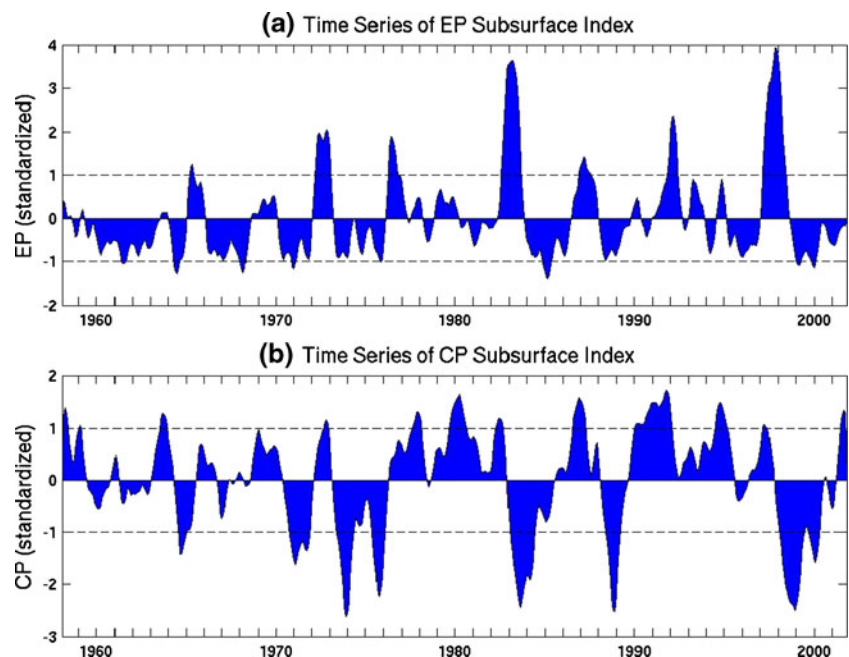 (a) Time Series of EP Subsurface Index
EP (standardized)
4
3
2
1
0
-1
-2
1960 1970 1980 1990 2000
(b) Time Series of CP Subsurface Index
CP (standardized)
2
1
0
-1
-2
-3
1960 1970 1980 1990 2000